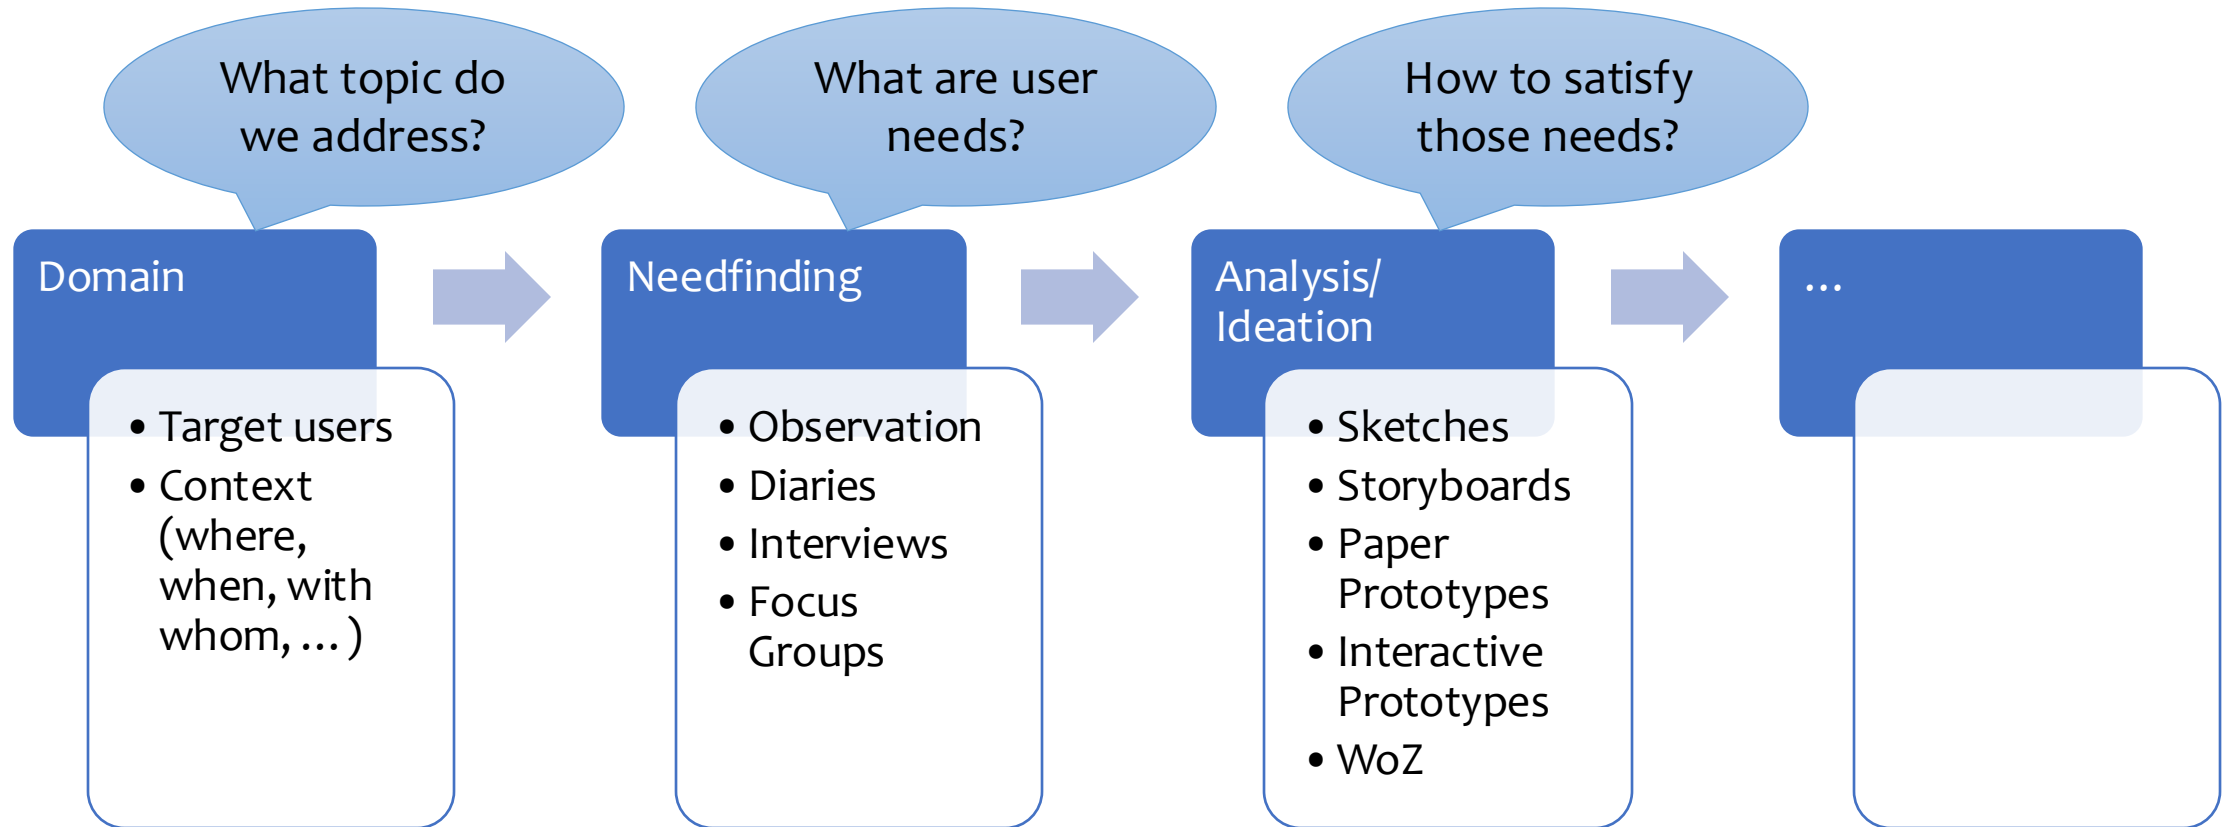 What topic do
we address?
What are user
needs?
How to satisfy
those needs?
Domain
• Target users
• Context
(where,
when, with
whom, … )
Needfinding
• Observation
• Diaries
• Interviews
• Focus
Groups
Analysis/
Ideation
• Sketches
• Storyboards
• Paper
Prototypes
• Interactive
Prototypes
• WoZ
…